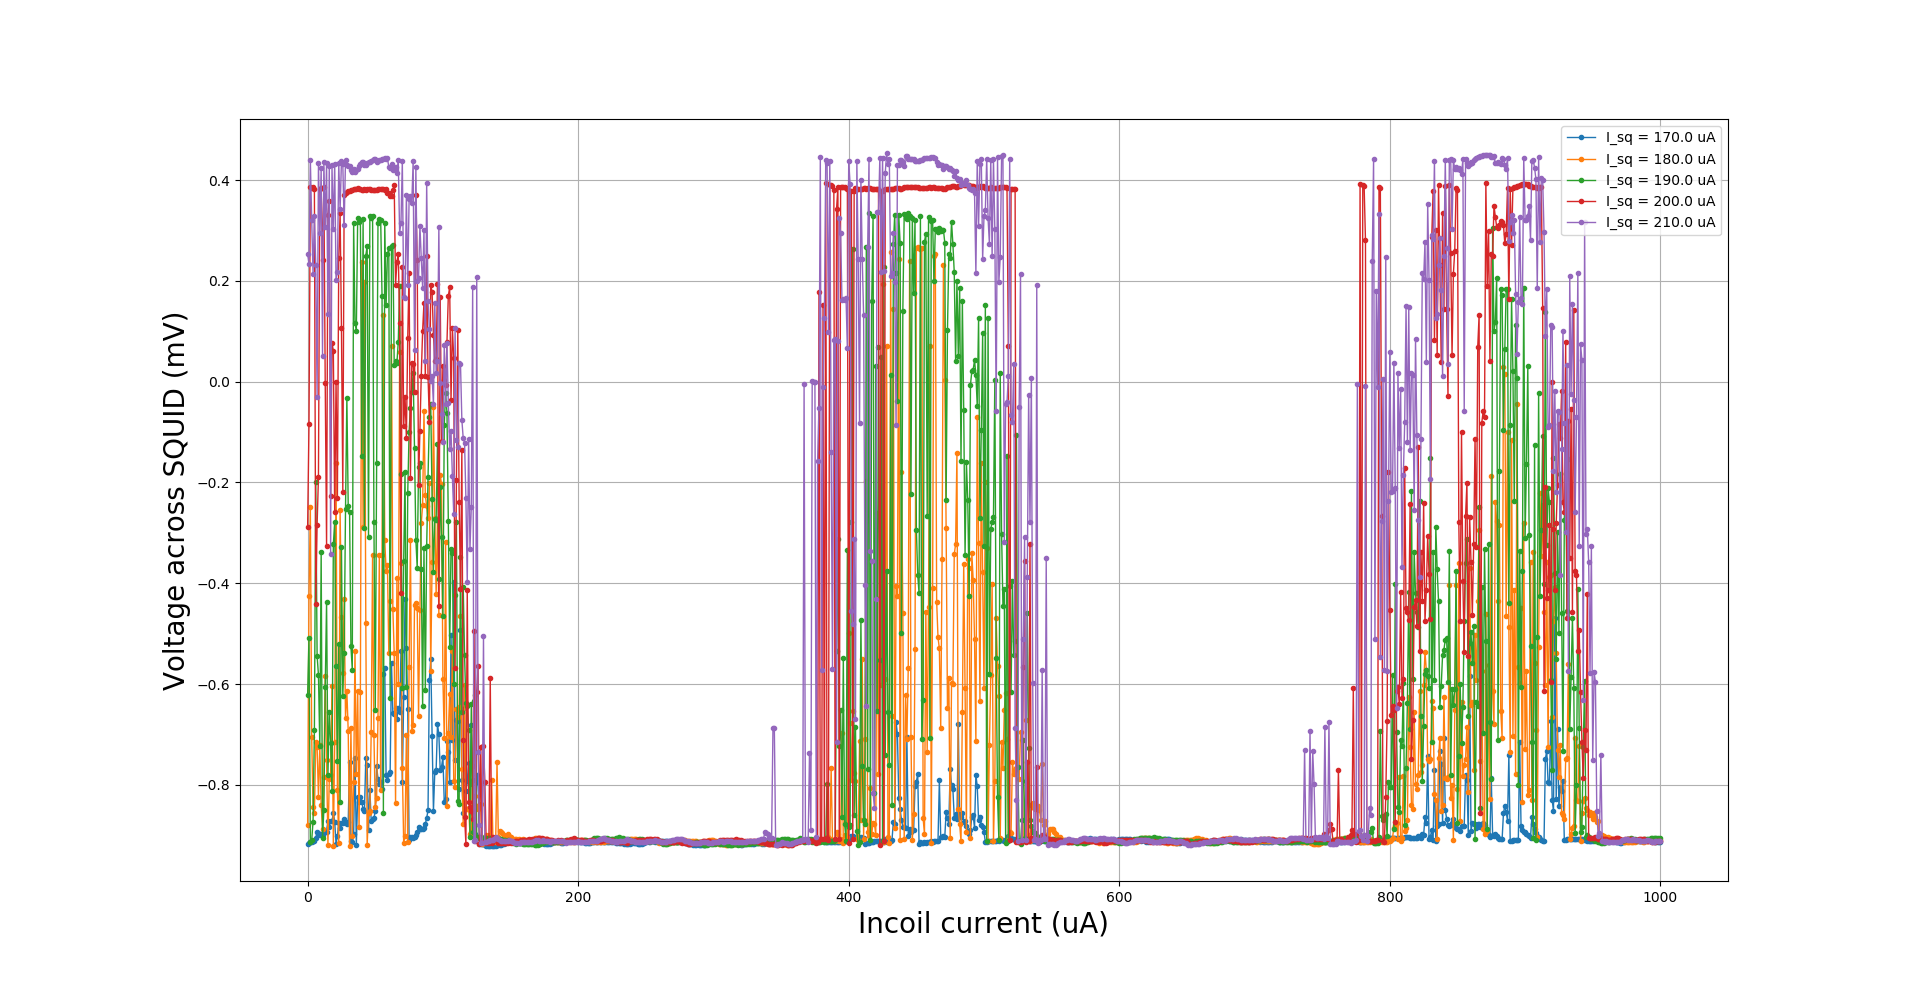 I_sq = 170.0 uA
I_sq = 180.0 uA
I_sq = 190.0 uA
I_sq = 200.0 uA
I_sq = 210.0 uA
Voltage across SQUID (mV)
0.4
0.2
0.0
−0.2
−0.4
−0.6
−0.8
0
200
400
600
800
1000
Incoil current (uA)